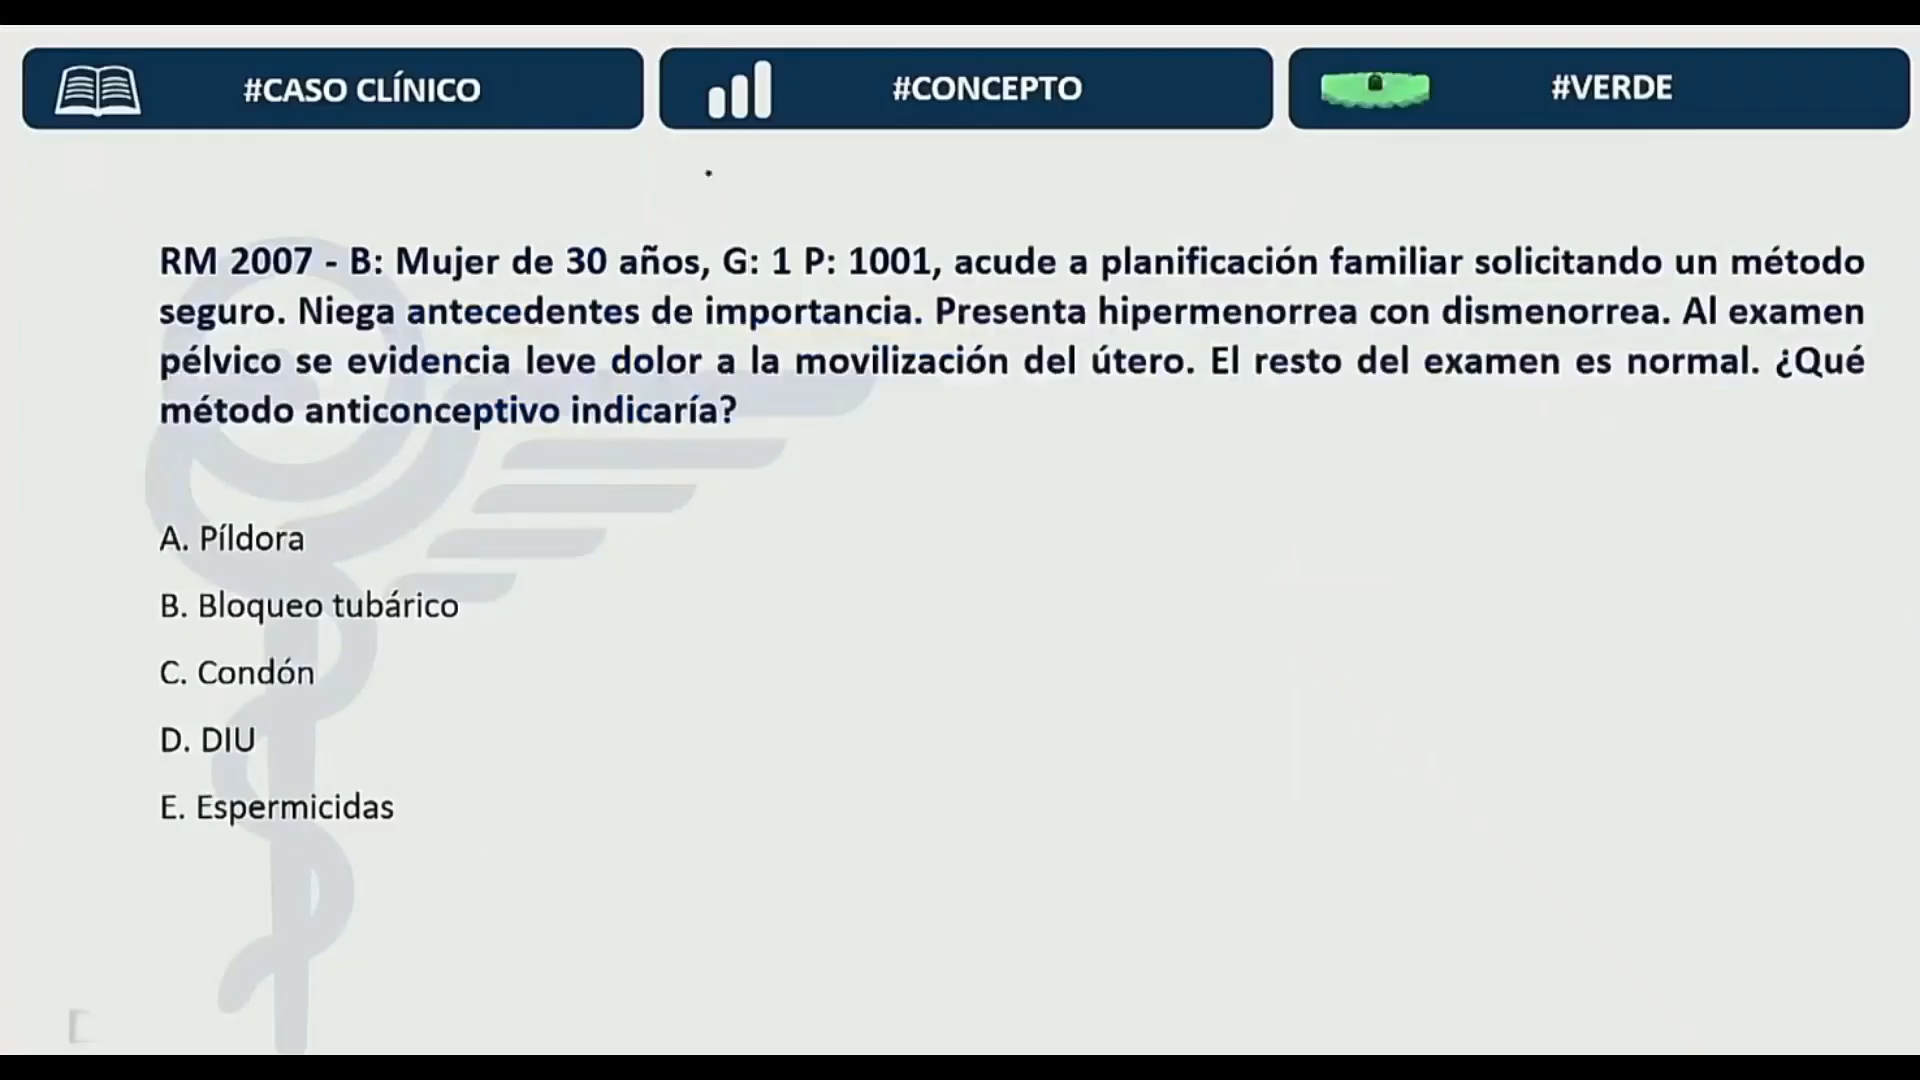 #CASO CLÍNICO
#CONCEPTO
#VERDE
RM 2007 - B: Mujer de 30 años, G: 1 P: 1001, acude a planificación familiar solicitando un método
seguro. Niega antecedentes de importancia. Presenta hipermenorrea con dismenorrea. Al examen
pélvico se evidencia leve dolor a la movilización del útero. El resto del examen es normal. ¿Qué
método anticonceptivo indicaría?
A. Píldora
B. Bloqueo tubárico
C. Condón
D. DIU
E. Espermicidas